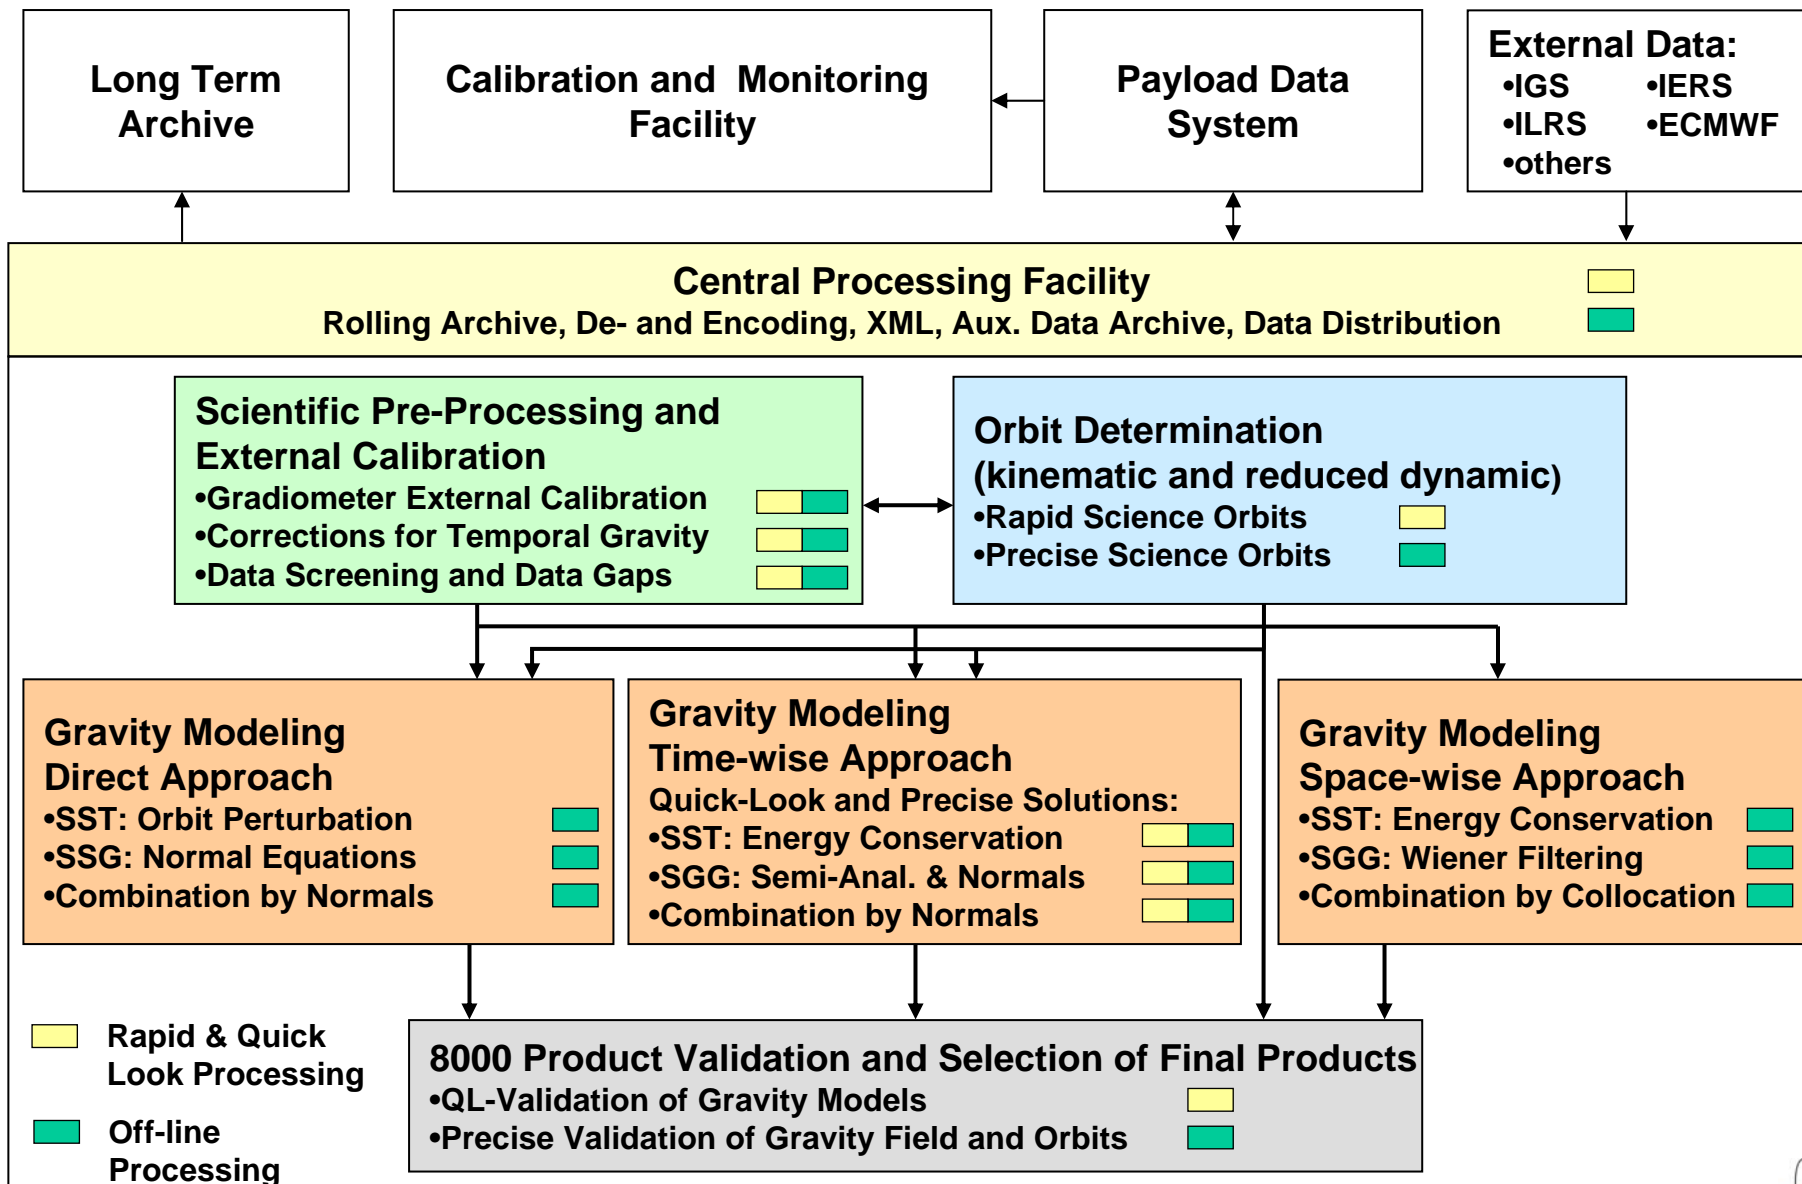 Long Term
Archive
Calibration and Monitoring
Facility
Payload Data
System
External Data:
•IGS •IERS
•ILRS •ECMWF
•others
Central Processing Facility
Rolling Archive, De- and Encoding, XML, Aux. Data Archive, Data Distribution
Scientific Pre-Processing and
External Calibration
•Gradiometer External Calibration
•Corrections for Temporal Gravity
•Data Screening and Data Gaps
Orbit Determination
(kinematic and reduced dynamic)
•Rapid Science Orbits
•Precise Science Orbits
Gravity Modeling
Direct Approach
•SST: Orbit Perturbation
•SSG: Normal Equations
•Combination by Normals
Gravity Modeling
Time-wise Approach
Quick-Look and Precise Solutions:
•SST: Energy Conservation
•SGG: Semi-Anal. & Normals
•Combination by Normals
Gravity Modeling
Space-wise Approach
•SST: Energy Conservation
•SGG: Wiener Filtering
•Combination by Collocation
Rapid & Quick
Look Processing
Off-line
Processing
8000 Product Validation and Selection of Final Products
•QL-Validation of Gravity Models
•Precise Validation of Gravity Field and Orbits